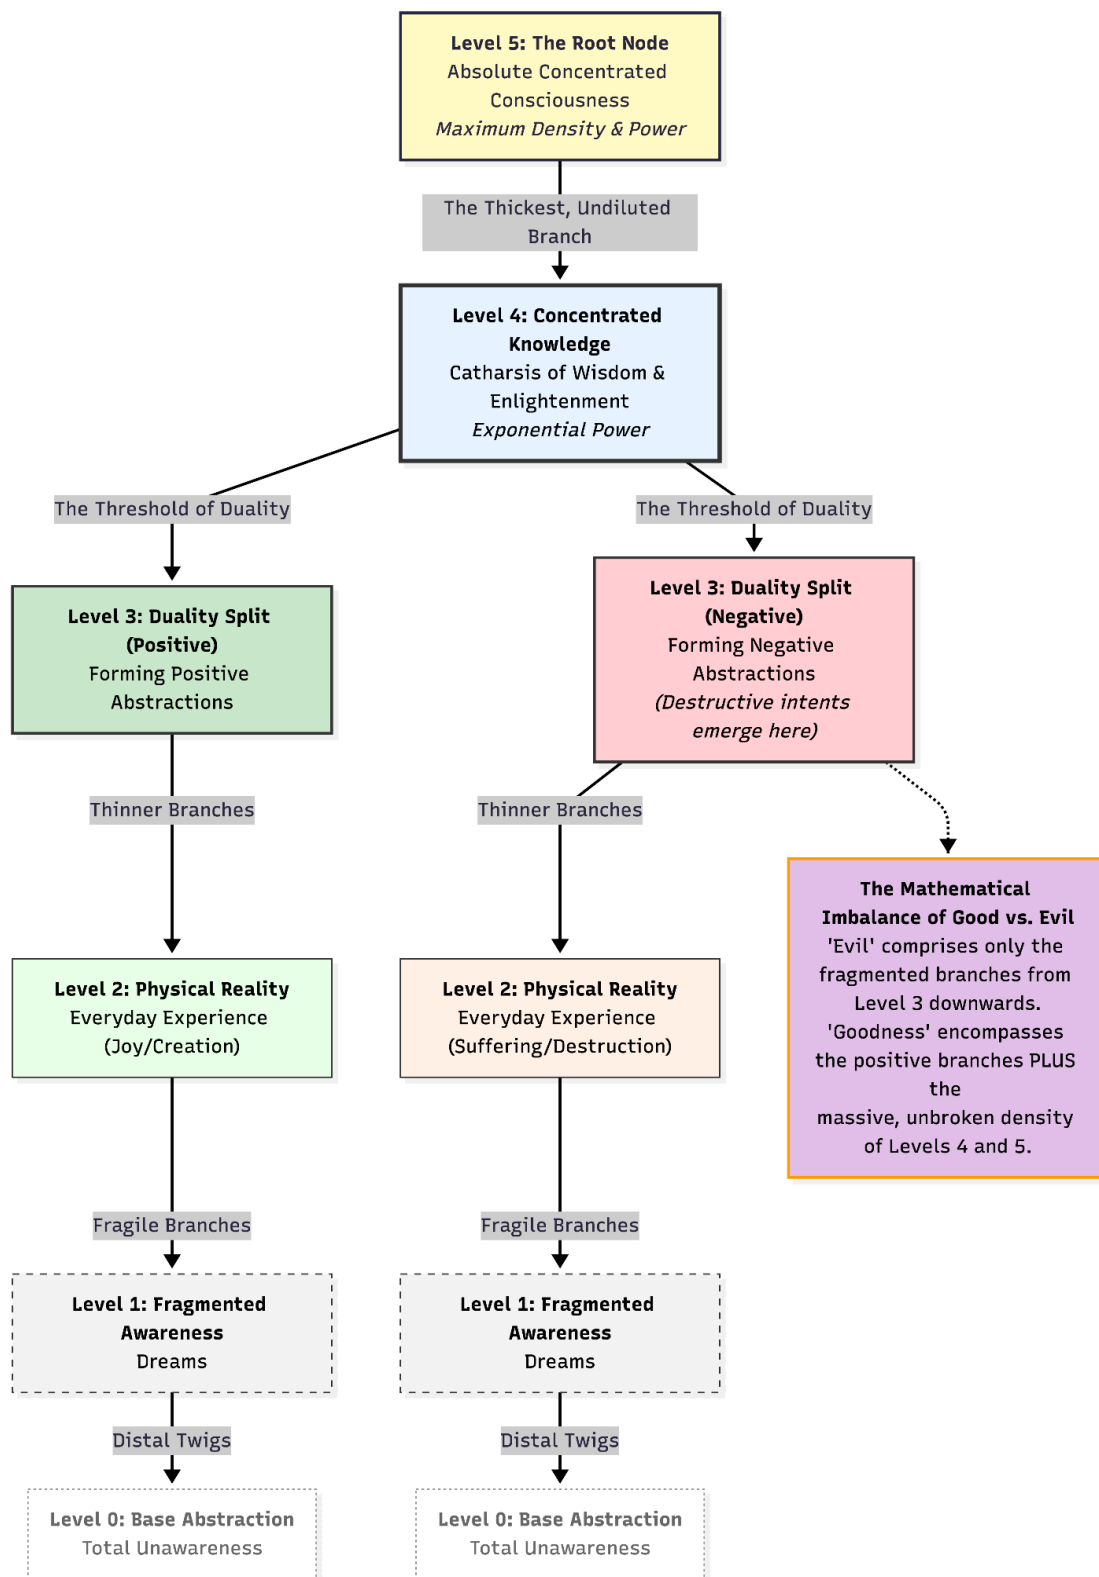 Level 5: The Root Node
Absolute Concentrated
Consciousness
Maximum Density & Power
The Thickest, Undiluted
Branch
Level 4: Concentrated
Knowledge
Catharsis of Wisdom &
Enlightenment
Exponential Power
The Threshold of Duality
The Threshold of Duality
Level 3: Duality Split
(Positive)
Forming Positive
Abstractions
Level 3: Duality Split
(Negative)
Forming Negative
Abstractions
(Destructive intents
emerge here)
Thinner Branches
Thinner Branches
The Mathematical
Imbalance of Good vs. Evil
'Evil' comprises only the
fragmented branches from
Level 3 downwards.
'Goodness' encompasses
the positive branches PLUS
the
massive, unbroken density
of Levels 4 and 5.
Level 2: Physical Reality
Everyday Experience
(Joy/Creation)
Level 2: Physical Reality
Everyday Experience
(Suffering/Destruction)
Fragile Branches
Fragile Branches
Level 1: Fragmented
Awareness
Dreams
Level 1: Fragmented
Awareness
Dreams
Distal Twigs
Distal Twigs
Level 0: Base Abstraction
Total Unawareness
Level 0: Base Abstraction
Total Unawareness